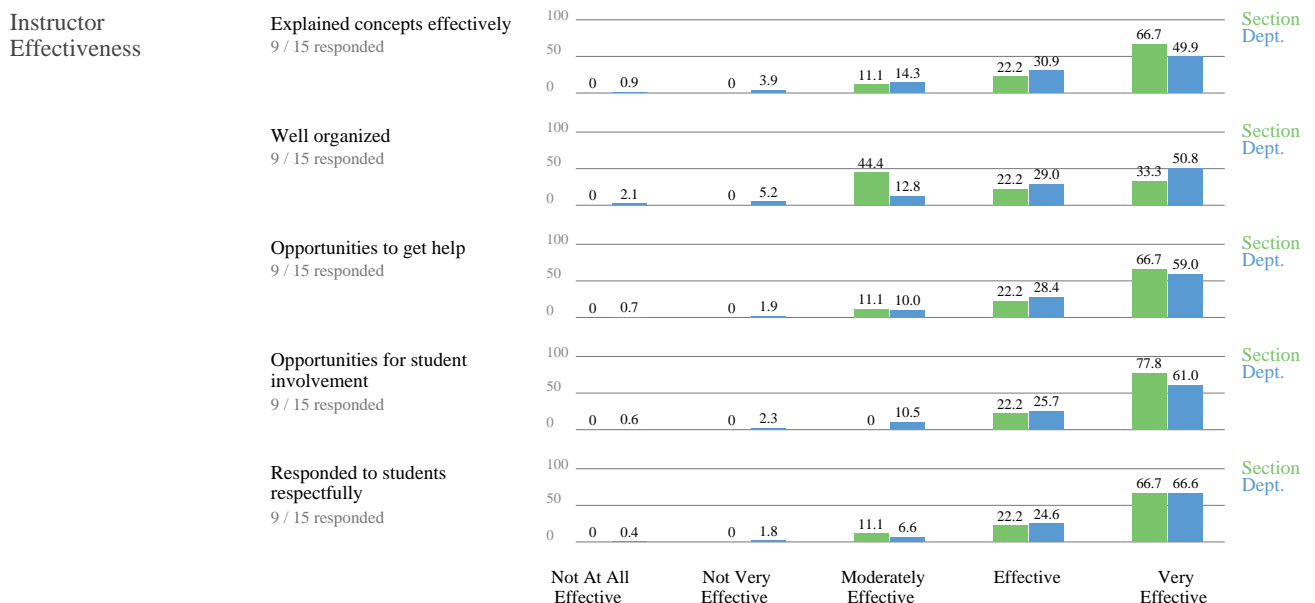 Instructor
Effectiveness
Explained concepts effectively
9 / 15 responded
100
50
0
0 0.9 0 3.9 11.1 14.3 22.2 30.9 66.7 49.9
Section
Dept.
Well organized
9 / 15 responded
100
50
0
0 2.1 0 5.2 44.4 12.8 22.2 29.0 33.3 50.8
Section
Dept.
Opportunities to get help
9 / 15 responded
100
50
0
0 0.7 0 1.9 11.1 10.0 22.2 28.4 66.7 59.0
Section
Dept.
Opportunities for student
involvement
9 / 15 responded
100
50
0
0 0.6 0 2.3 0 10.5 22.2 25.7 77.8 61.0
Section
Dept.
Responded to students
respectfully
9 / 15 responded
100
50
0
0 0.4 0 1.8 11.1 6.6 22.2 24.6 66.7 66.6
Section
Dept.
Not At All
Effective
Not Very
Effective
Moderately
Effective
Effective
Very
Effective